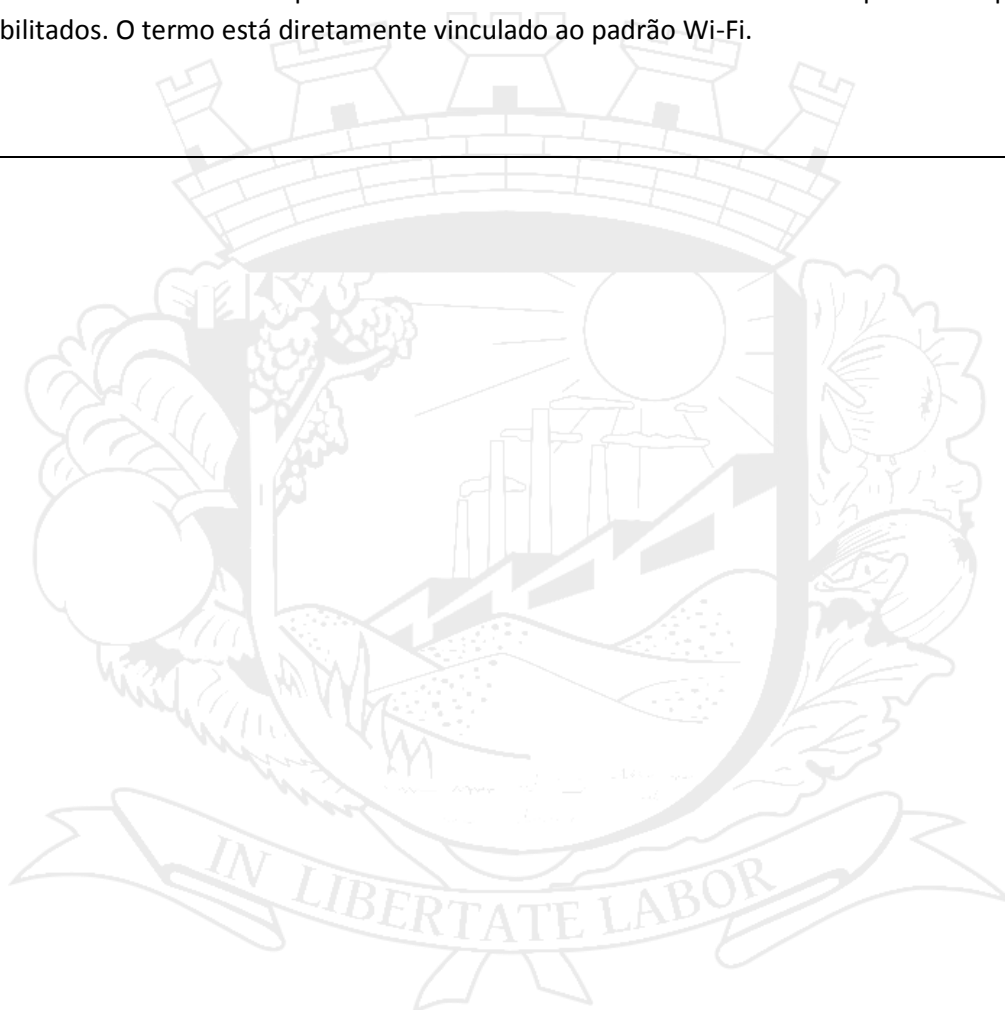 bilitados. O termo está diretamente vinculado ao padrão Wi-Fi.
IN LIBERTATE LABOR